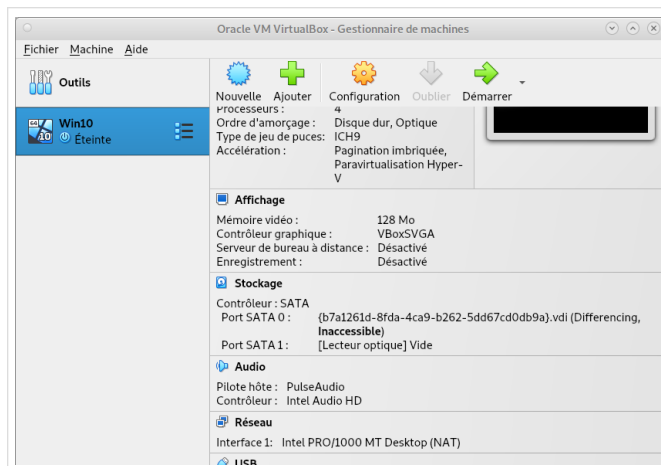 Oracle VM VirtualBox - Gestionnaire de machines
Fichier Machine Aide
Outils
Nouvelle Ajouter Configuration Oublier Démarrer
Win10
Éteinte
Processeurs : 4
Ordre d'amorçage : Disque dur, Optique
Type de jeu de puces: ICH9
Accélération : Pagination imbriquée,
Paravirtualisation Hyper-
V
Affichage
Mémoire vidéo : 128 Mo
Contrôleur graphique : VBoxSVGA
Serveur de bureau à distance : Désactivé
Enregistrement : Désactivé
Stockage
Contrôleur : SATA
Port SATA 0 : {b7a1261d-8fda-4ca9-b262-5dd67cd0db9a}.vdi (Differencing,
Inaccessible)
Port SATA 1 : [Lecteur optique] Vide
Audio
Pilote hôte : PulseAudio
Contrôleur : Intel Audio HD
Réseau
Interface 1: Intel PRO/1000 MT Desktop (NAT)
USB